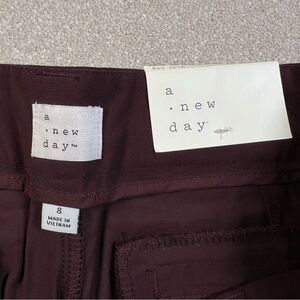 a
· new
day™
a
· new
day
8
MADE IN
VIETNAM